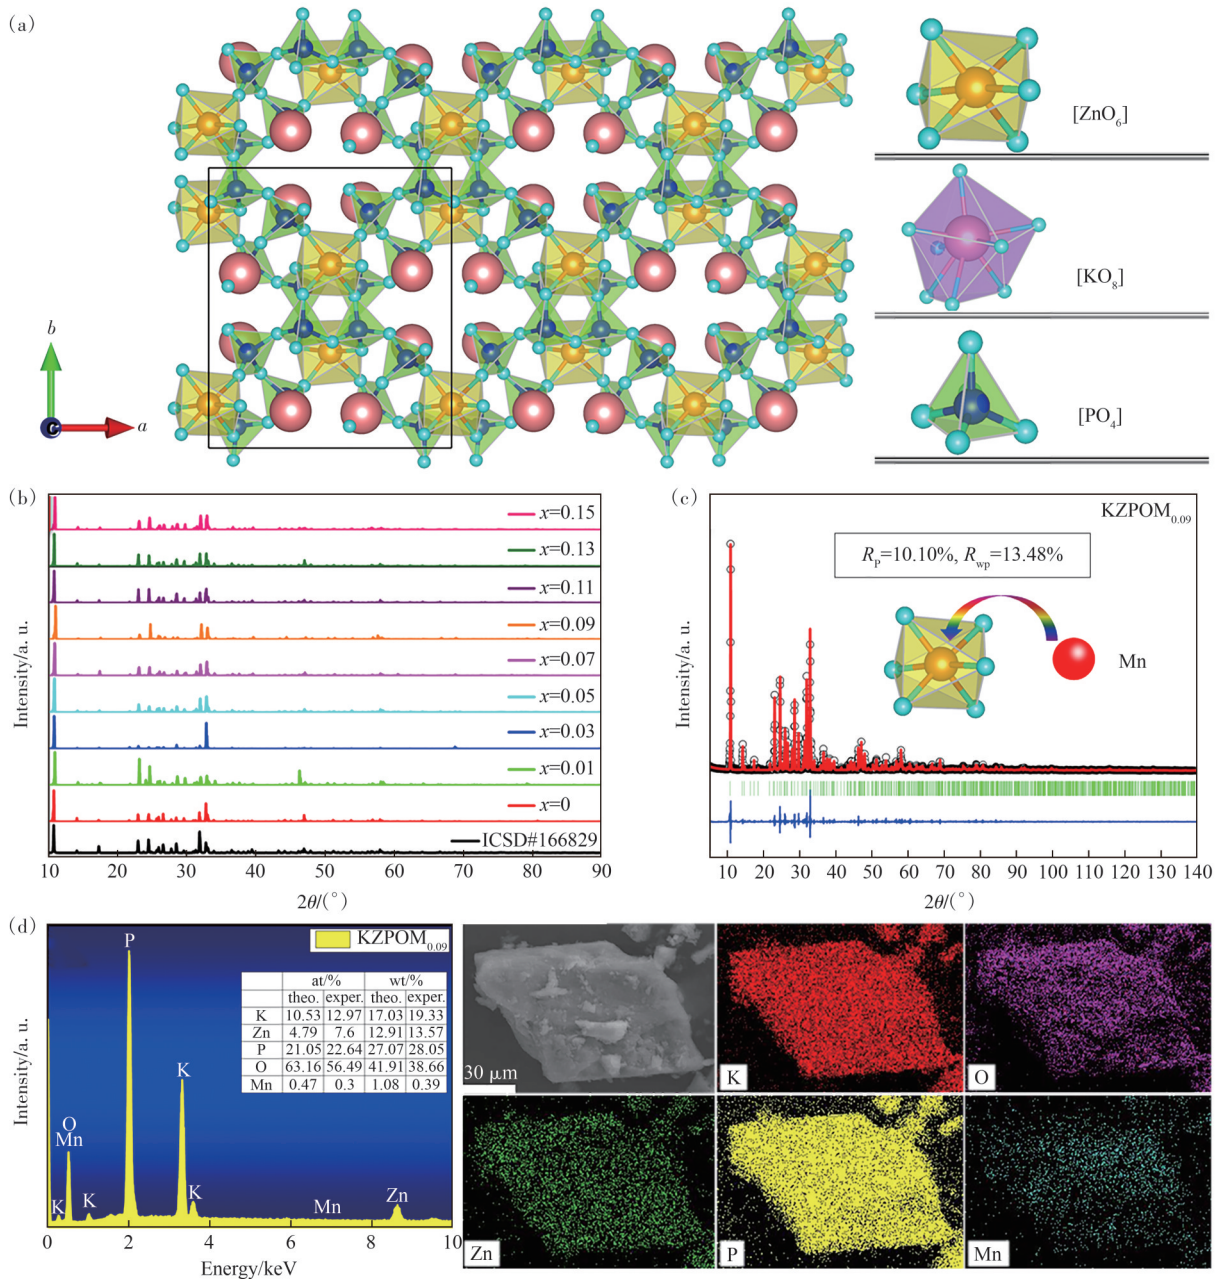 (a)
[ZnO6]
[KO8]
[PO4]
b
c
a
(b)
Intensity/a. u.
x=0.15
x=0.13
x=0.11
x=0.09
x=0.07
x=0.05
x=0.03
x=0.01
x=0
ICSD#166829
10 20 30 40 50 60 70 80 90
2θ/(°)
(c)
KZPOM0.09
RP=10.10%, Rwp=13.48%
Mn
Intensity/a. u.
10 20 30 40 50 60 70 80 90 100 110 120 130 140
2θ/(°)
(d)
KZPOM0.09
P
at/% wt/%
theo. exper. theo. exper.
K 10.53 12.97 17.03 19.33
Zn 4.79 7.6 12.91 13.57
P 21.05 22.64 27.07 28.05
O 63.16 56.49 41.91 38.66
Mn 0.47 0.3 1.08 0.39
K
O
Mn
K K K Mn Zn
Intensity/a. u.
0 2 4 6 8 10
Energy/keV
30 μm
K
O
Zn
P
Mn